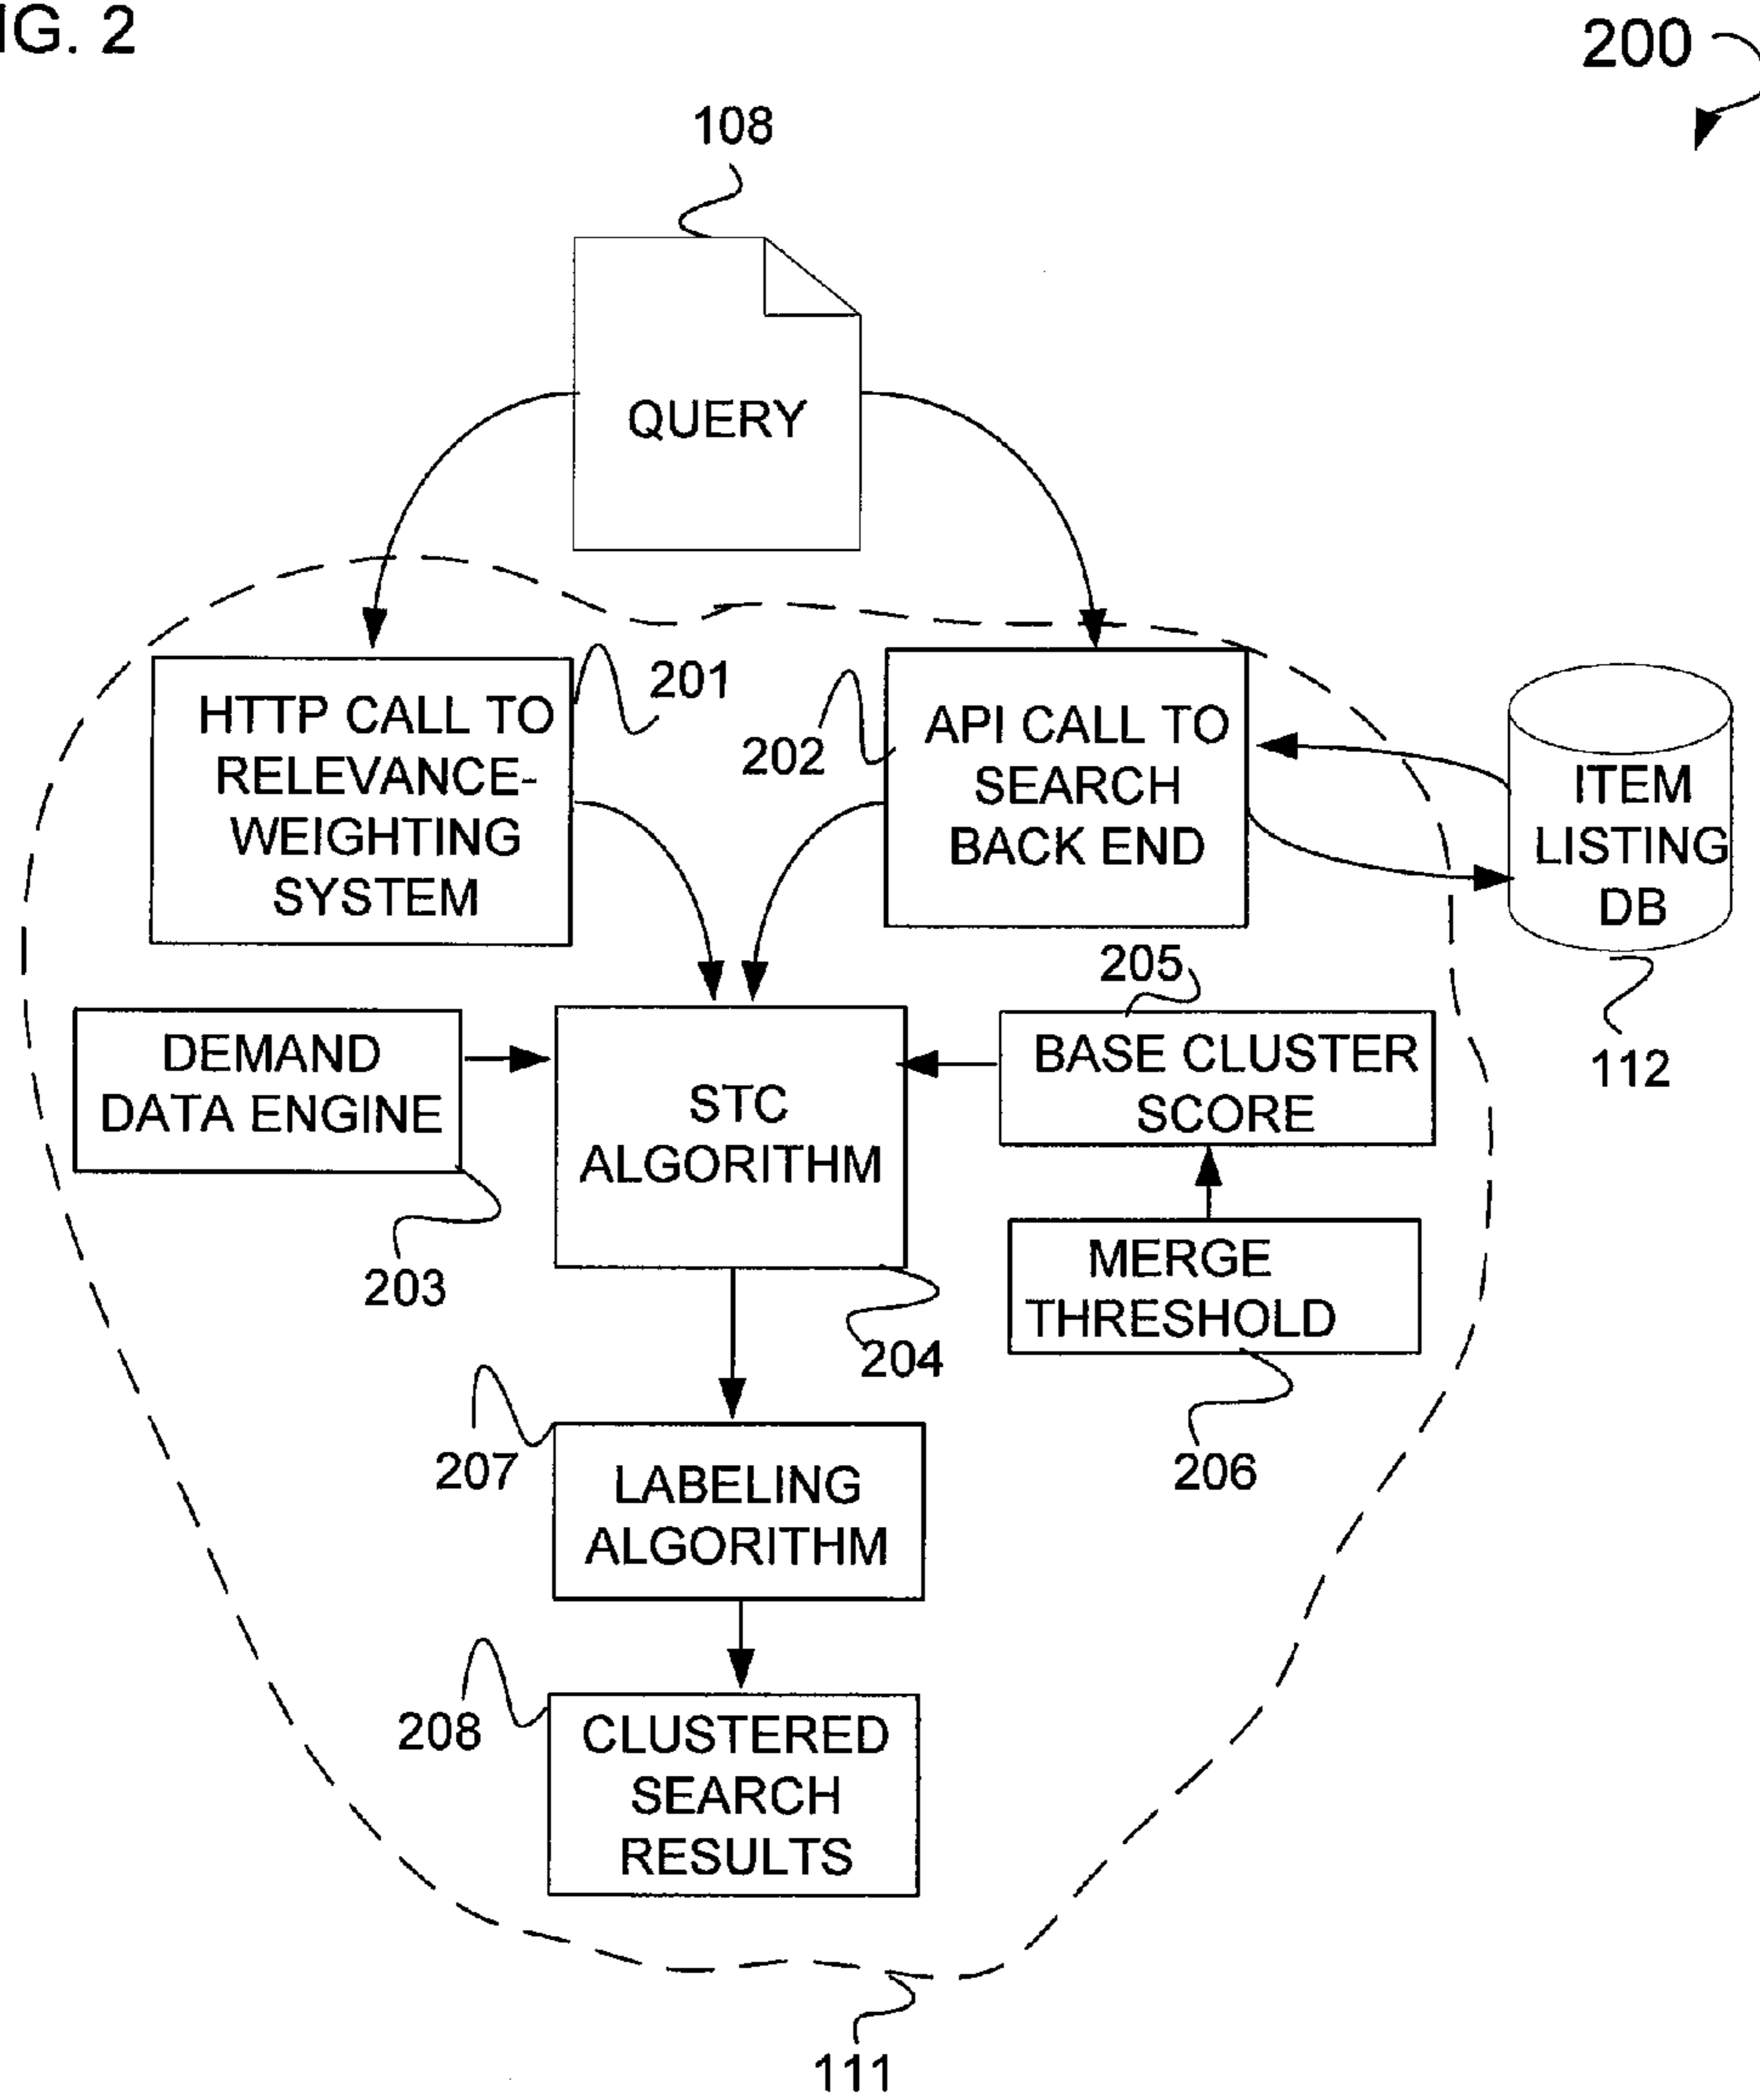 IG. 2
200
108
QUERY
201
HTTP CALL TO
RELEVANCE-
WEIGHTING
SYSTEM
202
API CALL TO
SEARCH
BACK END
ITEM
LISTING
DB
112
205
DEMAND
DATA ENGINE
203
STC
ALGORITHM
204
BASE CLUSTER
SCORE
MERGE
THRESHOLD
206
207
LABELING
ALGORITHM
208
CLUSTERED
SEARCH
RESULTS
111